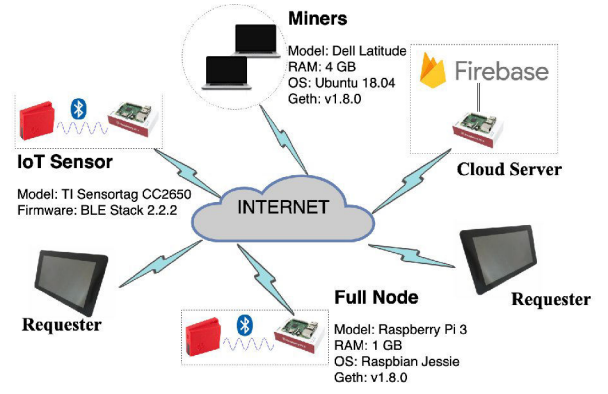 Miners
Model: Dell Latitude
RAM: 4 GB
OS: Ubuntu 18.04
Geth: v1.8.0
Firebase
Cloud Server
IoT Sensor
Model: TI Sensortag CC2650
Firmware: BLE Stack 2.2.2
INTERNET
Requester
Requester
Full Node
Model: Raspberry Pi 3
RAM: 1 GB
OS: Raspbian Jessie
Geth: v1.8.0